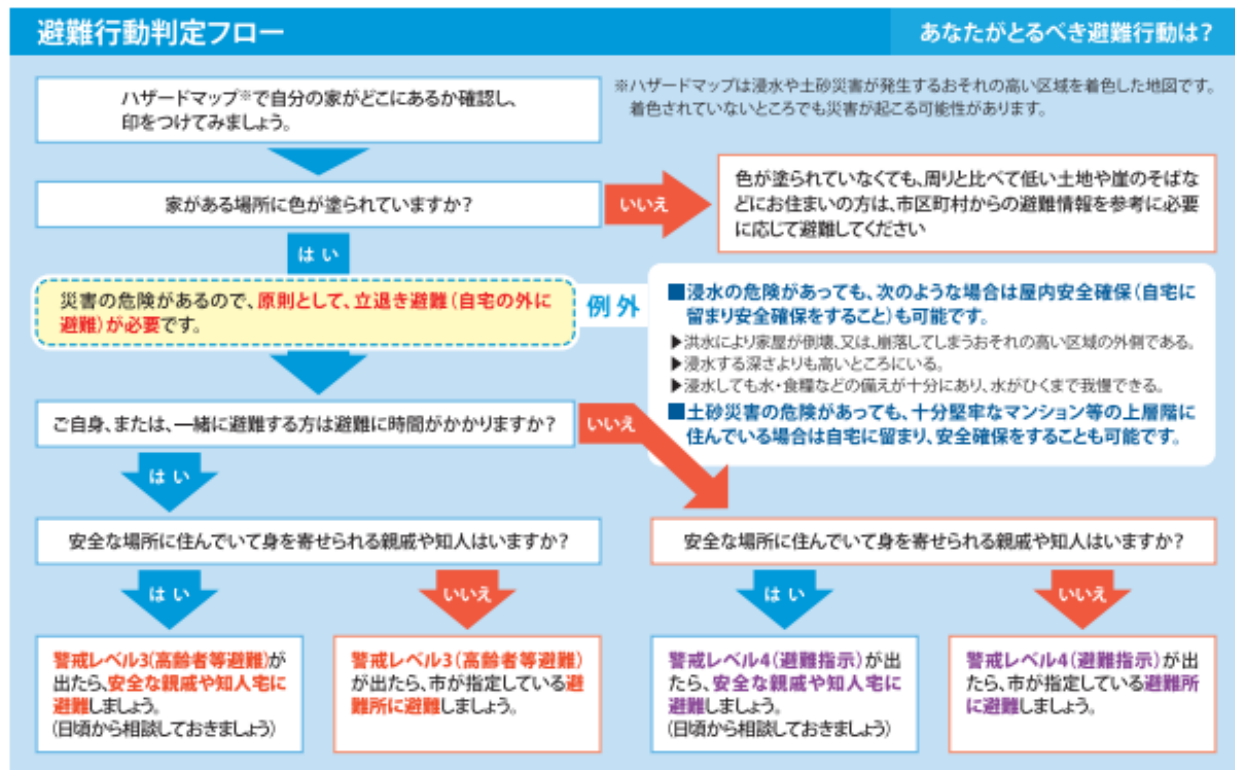 避難行動判定フロー
あなたがとるべき避難行動は?
ハザードマップ※で自分の家がどこにあるか確認し、
印をつけてみましょう。
※ハザードマップは浸水や土砂災害が発生するおそれの高い区域を着色した地図です。
着色されていないところでも災害が起こる可能性があります。
家がある場所に色が塗られていますか?
いいえ
色が塗られていなくても、周りと比べて低い土地や崖のそばな
どにお住まいの方は、市区町村からの避難情報を参考に必要
に応じて避難してください
はい
災害の危険があるので、原則として、立退き避難(自宅の外に
避難)が必要です。
例外
■浸水の危険があっても、次のような場合は屋内安全確保(自宅に
留まり安全確保をすること)も可能です。
▶洪水により家屋が倒壊、又は、崩落してしまうおそれの高い区域の外側である。
▶浸水する深さよりも高いところにいる。
▶浸水しても水・食糧などの備えが十分にあり、水がひくまで我慢できる。
■土砂災害の危険があっても、十分堅牢なマンション等の上層階に
住んでいる場合は自宅に留まり、安全確保をすることも可能です。
ご自身、または、一緒に避難する方は避難に時間がかかりますか?
いいえ
はい
安全な場所に住んでいて身を寄せられる親戚や知人はいますか?
安全な場所に住んでいて身を寄せられる親戚や知人はいますか?
はい
いいえ
はい
いいえ
警戒レベル3(高齢者等避難)が
出たら、安全な親戚や知人宅に
避難しましょう。
(日頃から相談しておきましょう)
警戒レベル3(高齢者等避難)
が出たら、市が指定している避
難所に避難しましょう。
警戒レベル4(避難指示)が出
たら、安全な親戚や知人宅に
避難しましょう。
(日頃から相談しておきましょう)
警戒レベル4(避難指示)が出
たら、市が指定している避難所
に避難しましょう。